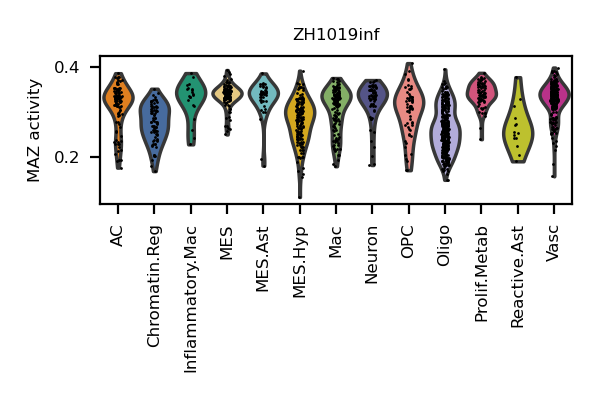 ZH1019inf
MAZ activity
0.4
0.2
AC
Chromatin.Reg
Inflammatory.Mac
MES
MES.Ast
MES.Hyp
Mac
Neuron
OPC
Oligo
Prolif.Metab
Reactive.Ast
Vasc